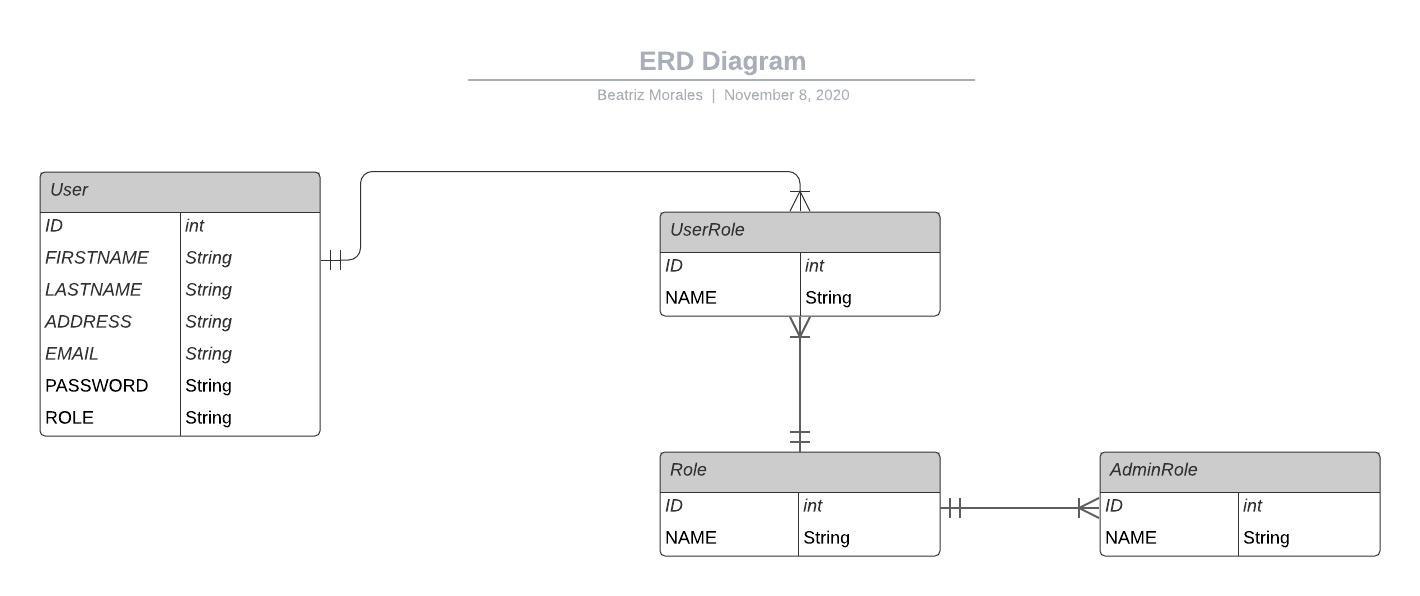 ERD Diagram
Beatriz Morales | November 8, 2020
User
ID int
FIRSTNAME String
LASTNAME String
ADDRESS String
EMAIL String
PASSWORD String
ROLE String
UserRole
ID int
NAME String
Role
ID int
NAME String
AdminRole
ID int
NAME String